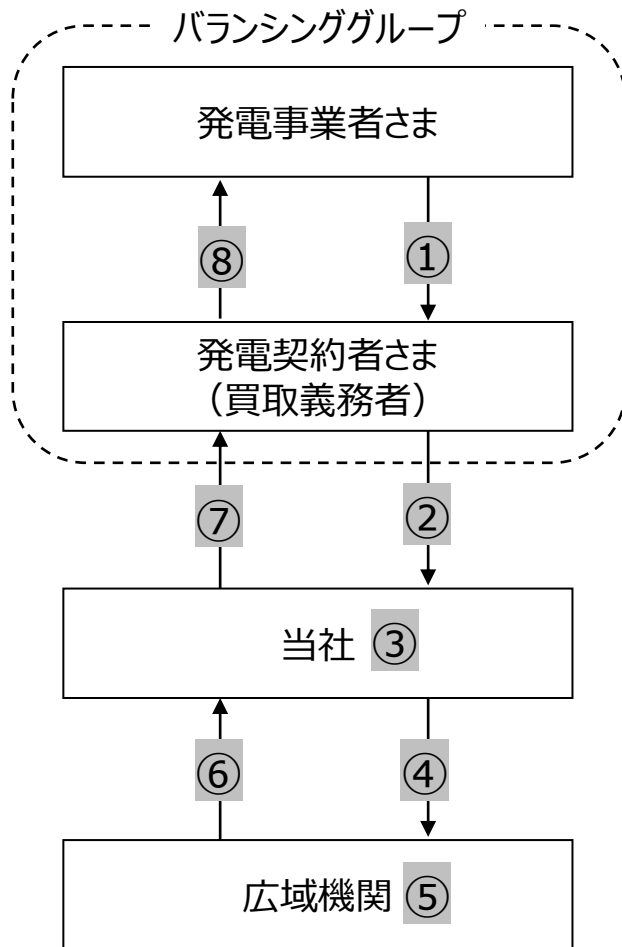 バランシンググループ
発電事業者さま
⑧ ①
発電契約者さま
（買取義務者）
⑦ ②
当社 ③
⑥ ④
広域機関 ⑤